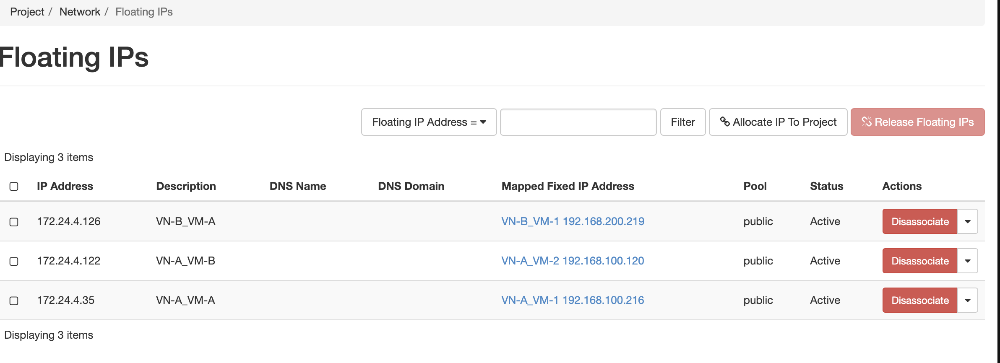 Project / Network / Floating IPs
Floating IPs
Floating IP Address = Filter Allocate IP To Project Release Floating IPs
Displaying 3 items
IP Address Description DNS Name DNS Domain Mapped Fixed IP Address Pool Status Actions
172.24.4.126 VN-B_VM-A VN-B_VM-1 192.168.200.219 public Active Disassociate
172.24.4.122 VN-A_VM-B VN-A_VM-2 192.168.100.120 public Active Disassociate
172.24.4.35 VN-A_VM-A VN-A_VM-1 192.168.100.216 public Active Disassociate
Displaying 3 items